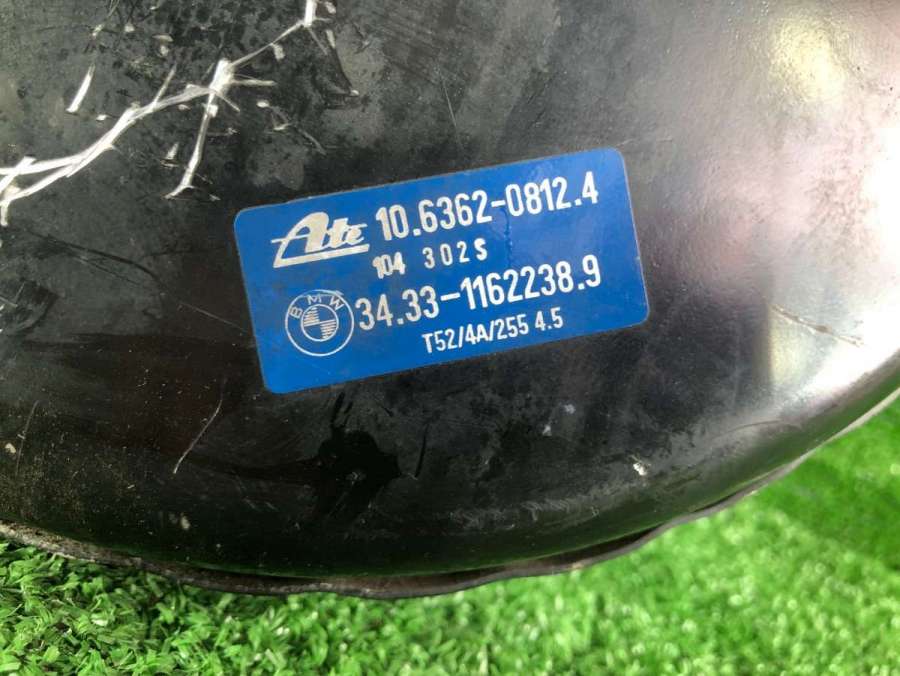 Ate 10.6362-0812.4
104 302S
BMW 34.33-1162238.9
T52/4A/255 4.5